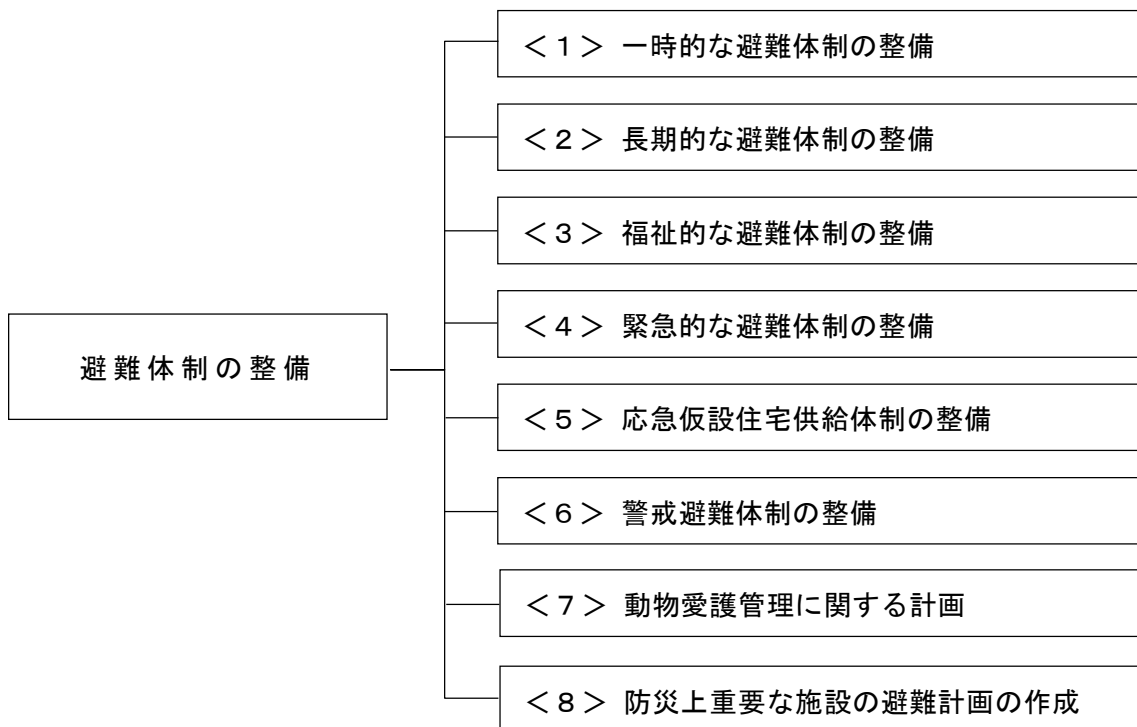 ＜１＞ 一時的な避難体制の整備
＜２＞ 長期的な避難体制の整備
＜３＞ 福祉的な避難体制の整備
＜４＞ 緊急的な避難体制の整備
避難体制の整備
＜５＞ 応急仮設住宅供給体制の整備
＜６＞ 警戒避難体制の整備
＜７＞ 動物愛護管理に関する計画
＜８＞ 防災上重要な施設の避難計画の作成